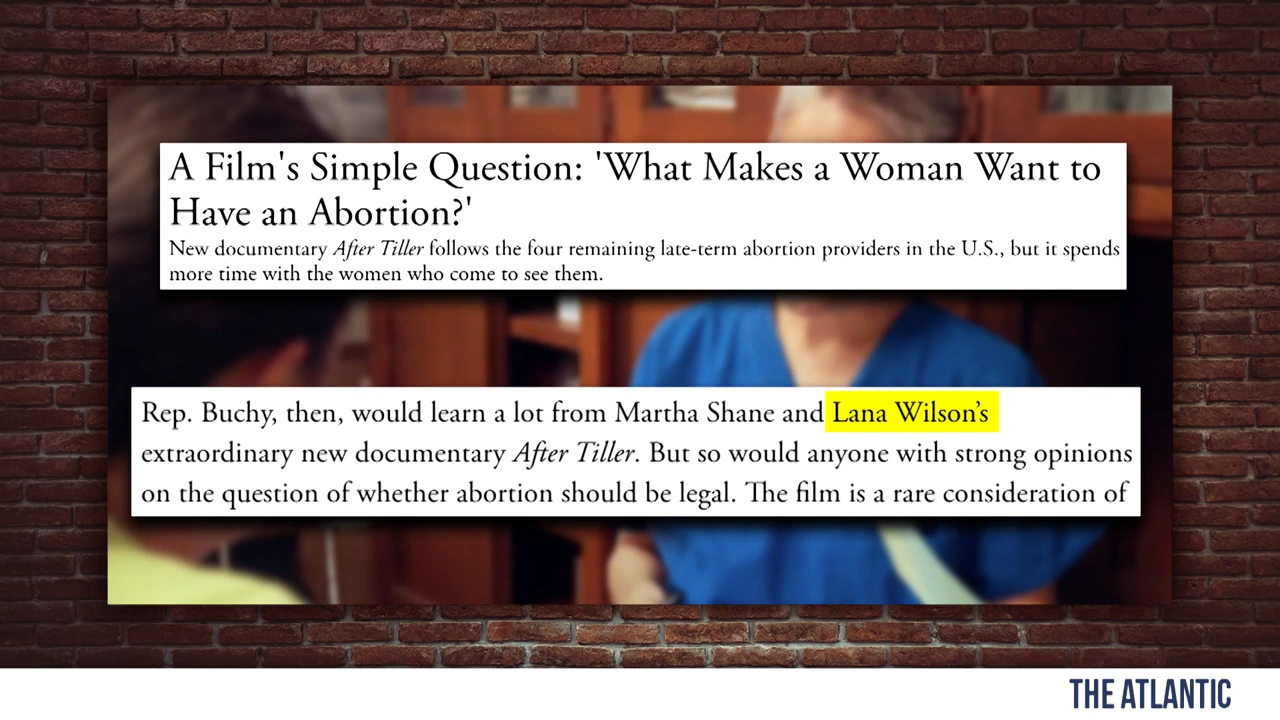 A Film's Simple Question: 'What Makes a Woman Want to
Have an Abortion?'
New documentary After Tiller follows the four remaining late-term abortion providers in the U.S., but it spends
more time with the women who come to see them.
Rep. Buchy, then, would learn a lot from Martha Shane and Lana Wilson’s
extraordinary new documentary After Tiller. But so would anyone with strong opinions
on the question of whether abortion should be legal. The film is a rare consideration of
THE ATLANTIC